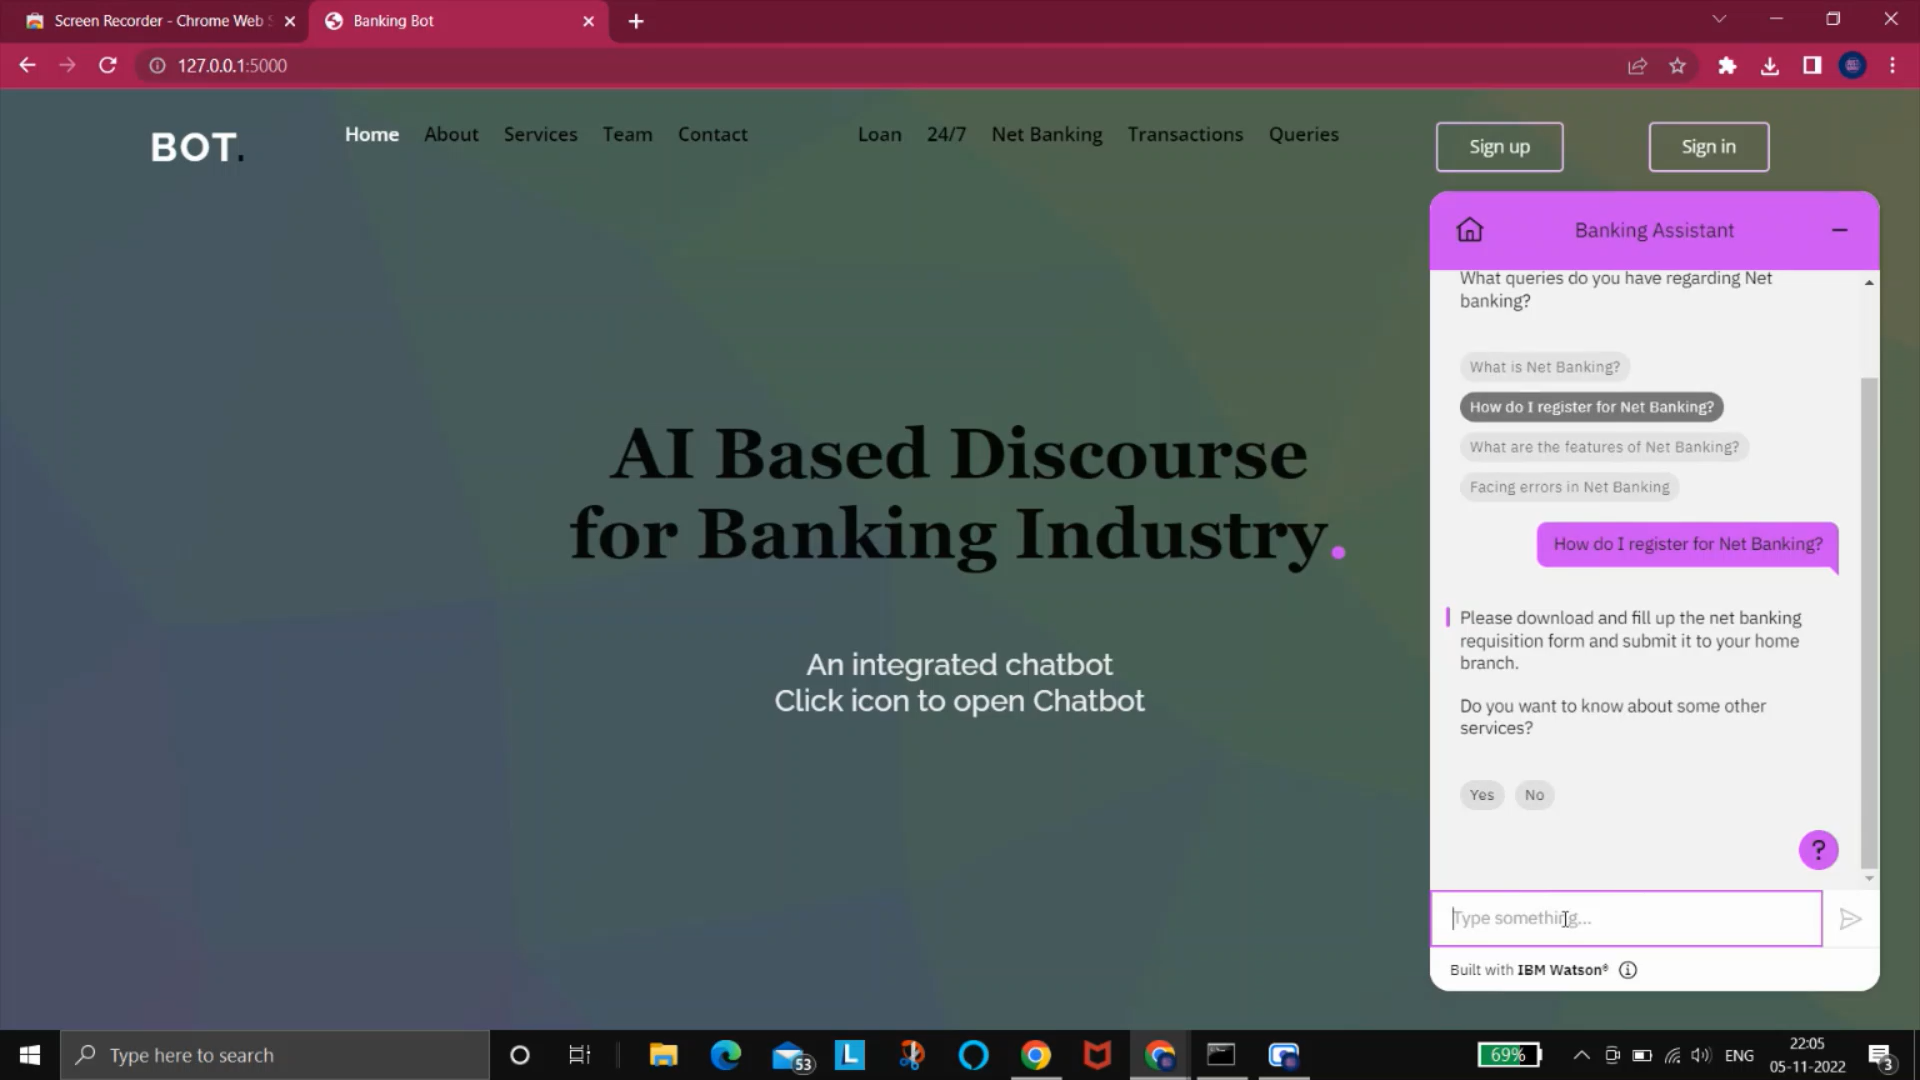 Screen Recorder - Chrome Web S
Banking Bot
127.0.0.1:5000
BOT.
Home About Services Team Contact Loan 24/7 Net Banking Transactions Queries
Sign up
Sign in
Banking Assistant
What queries do you have regarding Net
banking?
What is Net Banking?
How do I register for Net Banking?
What are the features of Net Banking?
Facing errors in Net Banking
How do I register for Net Banking?
Please download and fill up the net banking
requisition form and submit it to your home
branch.
Do you want to know about some other
services?
Yes No
?
Type something...
Built with IBM Watson®
AI Based Discourse
for Banking Industry.
An integrated chatbot
Click icon to open Chatbot
Type here to search
53
L
69%
ENG
22:05
05-11-2022
3